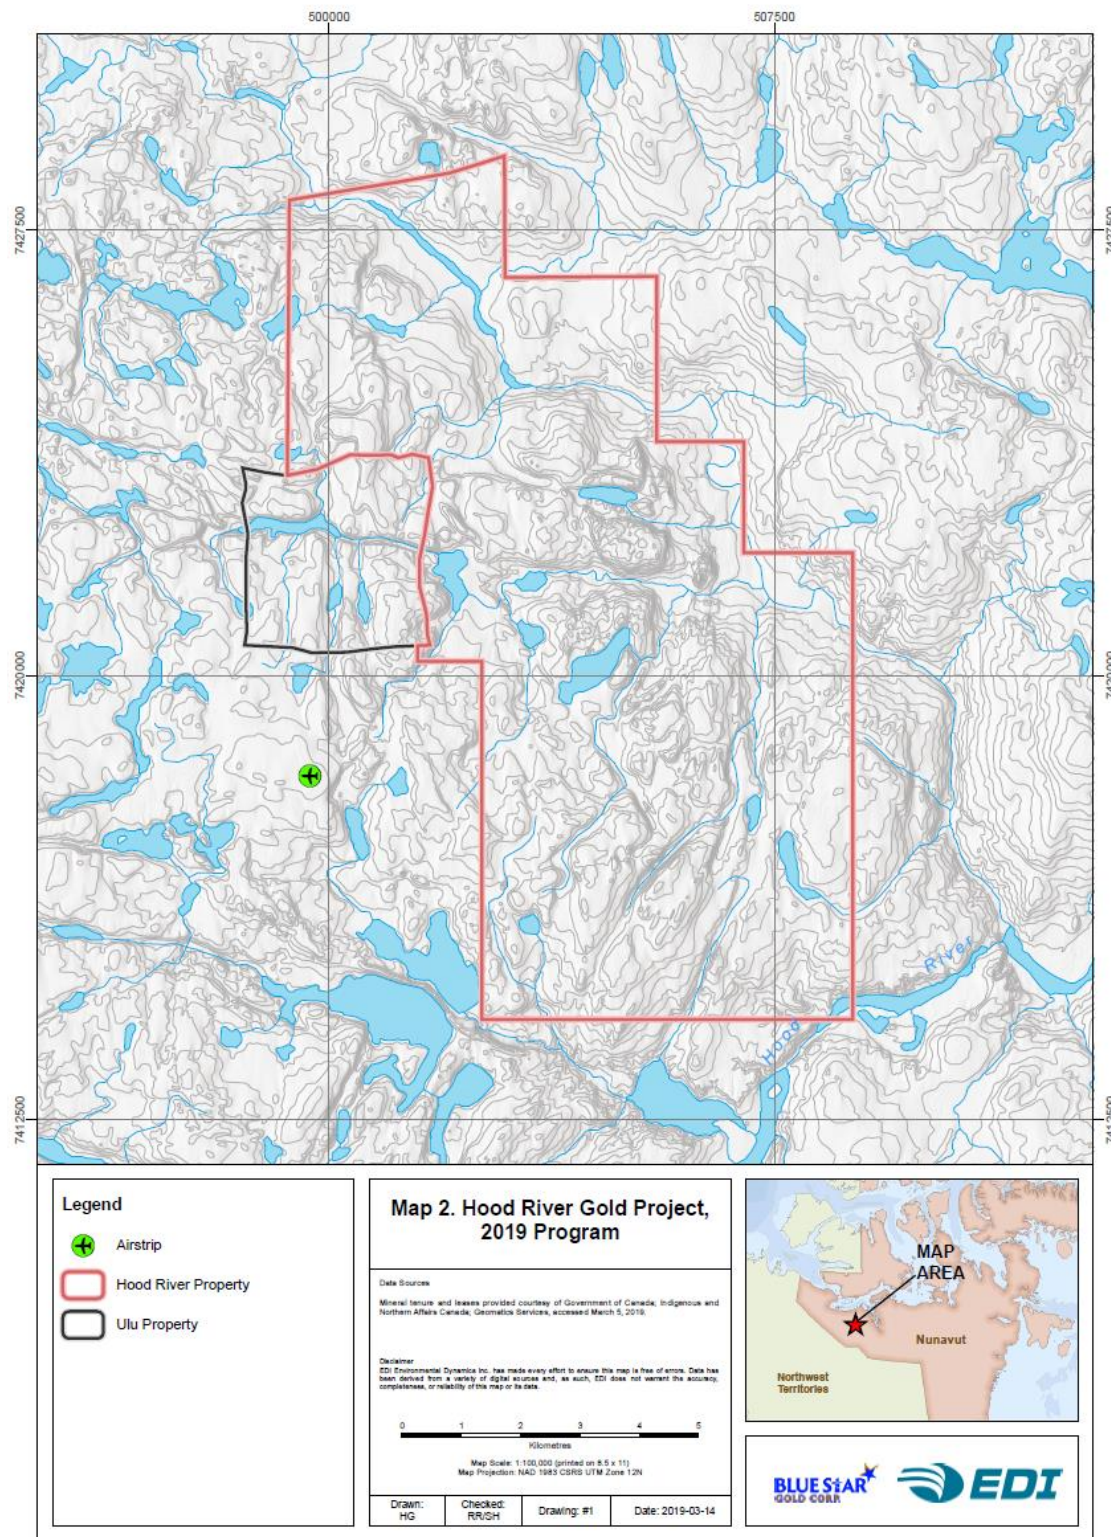 500000
507500
7427500
7427500
7420000
7420000
River
Hood
7412500
7412500
Legend
Airstrip
Hood River Property
Ulu Property
Map 2. Hood River Gold Project,
2019 Program
Data Sources
Mineral tenure and leases provided courtesy of Government of Canada; Indigenous and
Northern Affairs Canada; Geomatics Services, accessed March 5, 2019.
Disclaimer
EDI Environmental Dynamics Inc. has made every effort to ensure this map is free of errors. Data has
been derived from a variety of digital sources and, as such, EDI does not warrant the accuracy,
completeness, or reliability of this map or its data.
0 1 2 3 4 5
Kilometres
Map Scale: 1:100,000 (printed on 8.5 x 11)
Map Projection: NAD 1983 CSRS UTM Zone 12N
Drawn:
HG
Checked:
RR/SH
Drawing: #1
Date: 2019-03-14
MAP
AREA
Nunavut
Northwest
Territories
BLUE STAR
GOLD CORP.
EDI